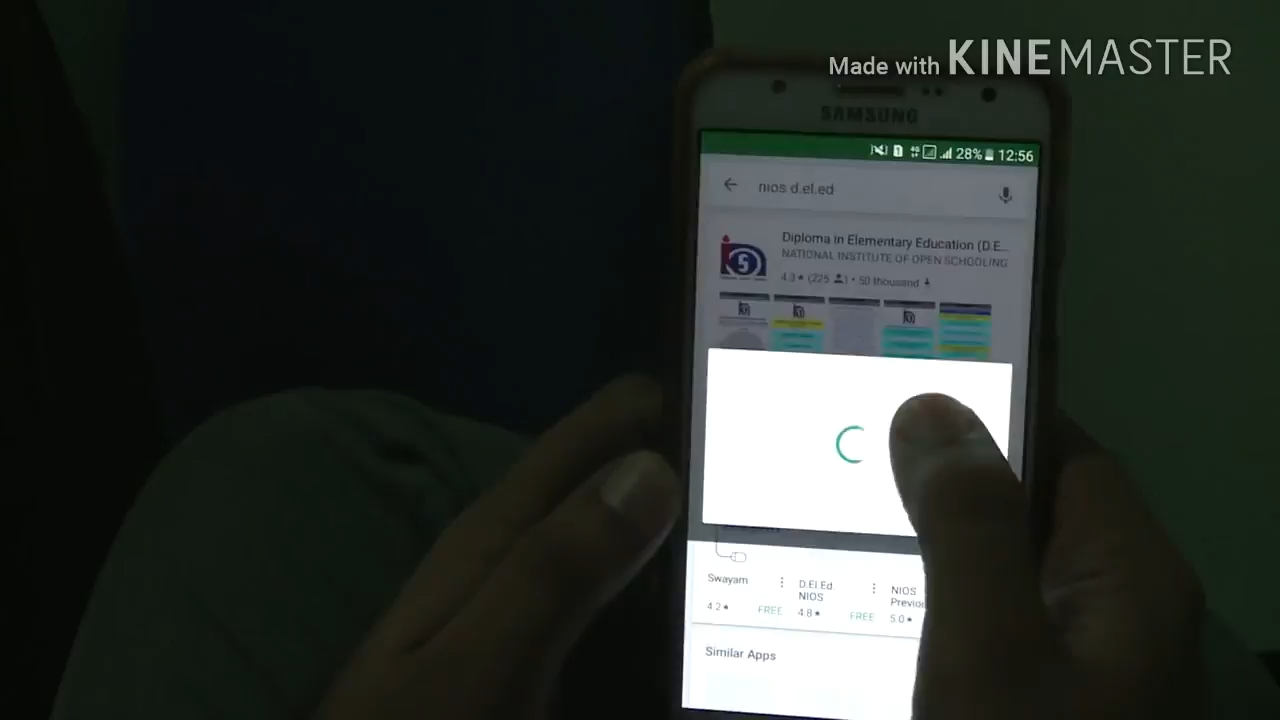 Made with KINEMASTER
SAMSUNG
28% 12:56
nios d.el.ed
Diploma in Elementary Education (D.E...
NATIONAL INSTITUTE OF OPEN SCHOOLING
4.3★ (225 ) • 50 thousand
Swayam
D.El.Ed.
NIOS
NIOS
4.2★ FREE
4.8★ FREE
5.0★
Similar Apps